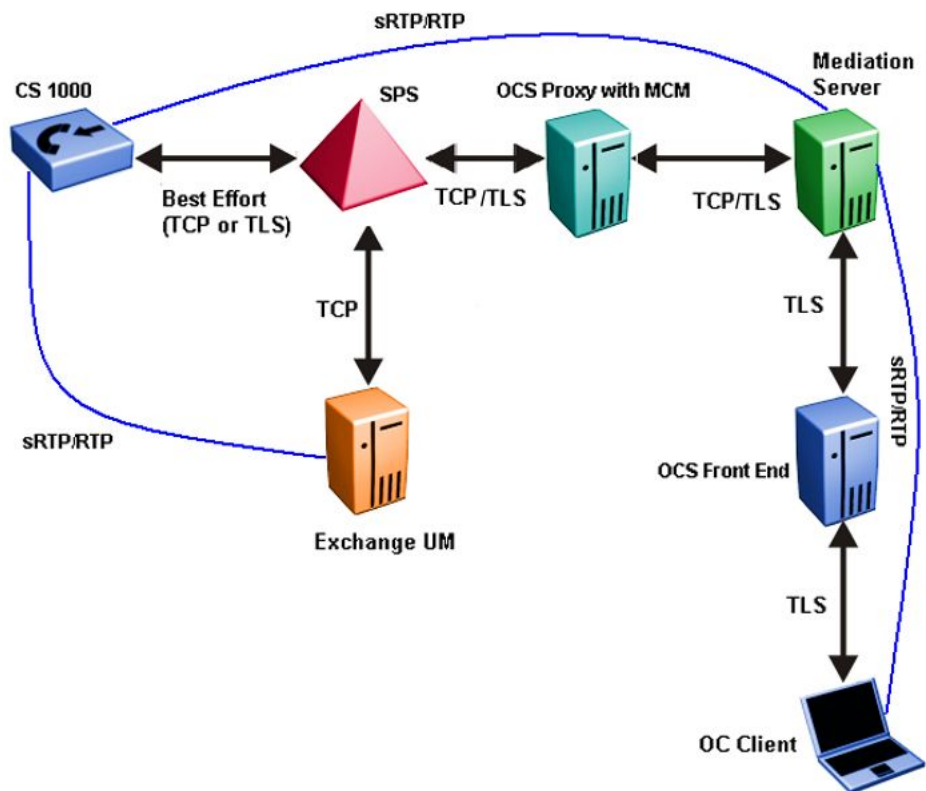 sRTP/RTP
Mediation
Server
CS 1000
SPS
OCS Proxy with MCM
Best Effort
(TCP or TLS)
TCP/TLS
TCP/TLS
TCP
TLS
sRTP/RTP
sRTP/RTP
OCS Front End
Exchange UM
TLS
OC Client